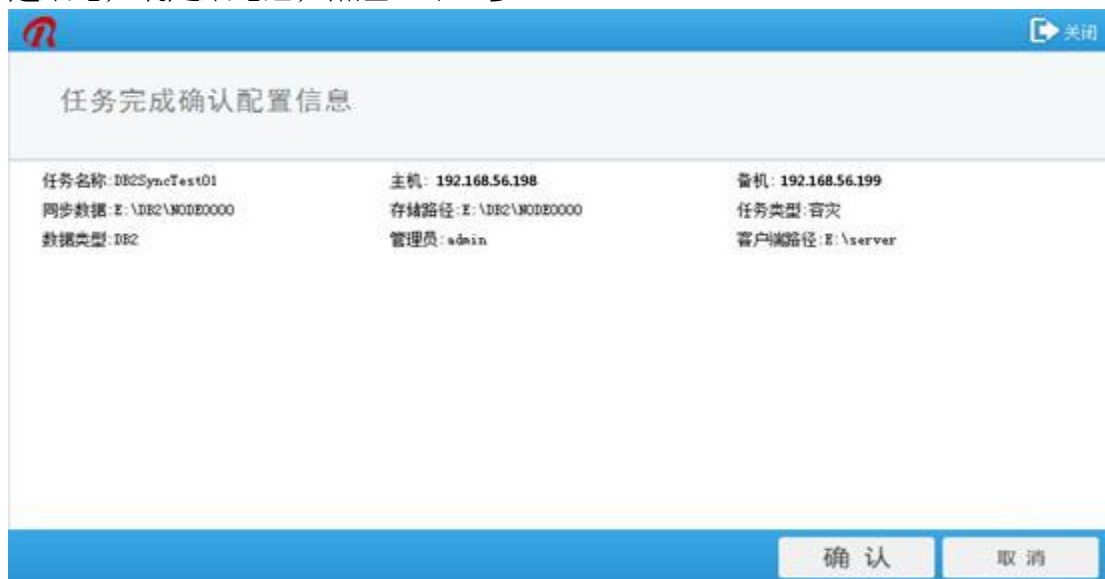 关闭
任务完成确认配置信息
任务名称:DB2SyncTest01 主机: 192.168.56.198 备机: 192.168.56.199
同步数据:E:\DB2\NODE0000 存储路径:E:\DB2\NODE0000 任务类型:容灾
数据类型:DB2 管理员:admin 客户端路径:E:\server
确认 取消